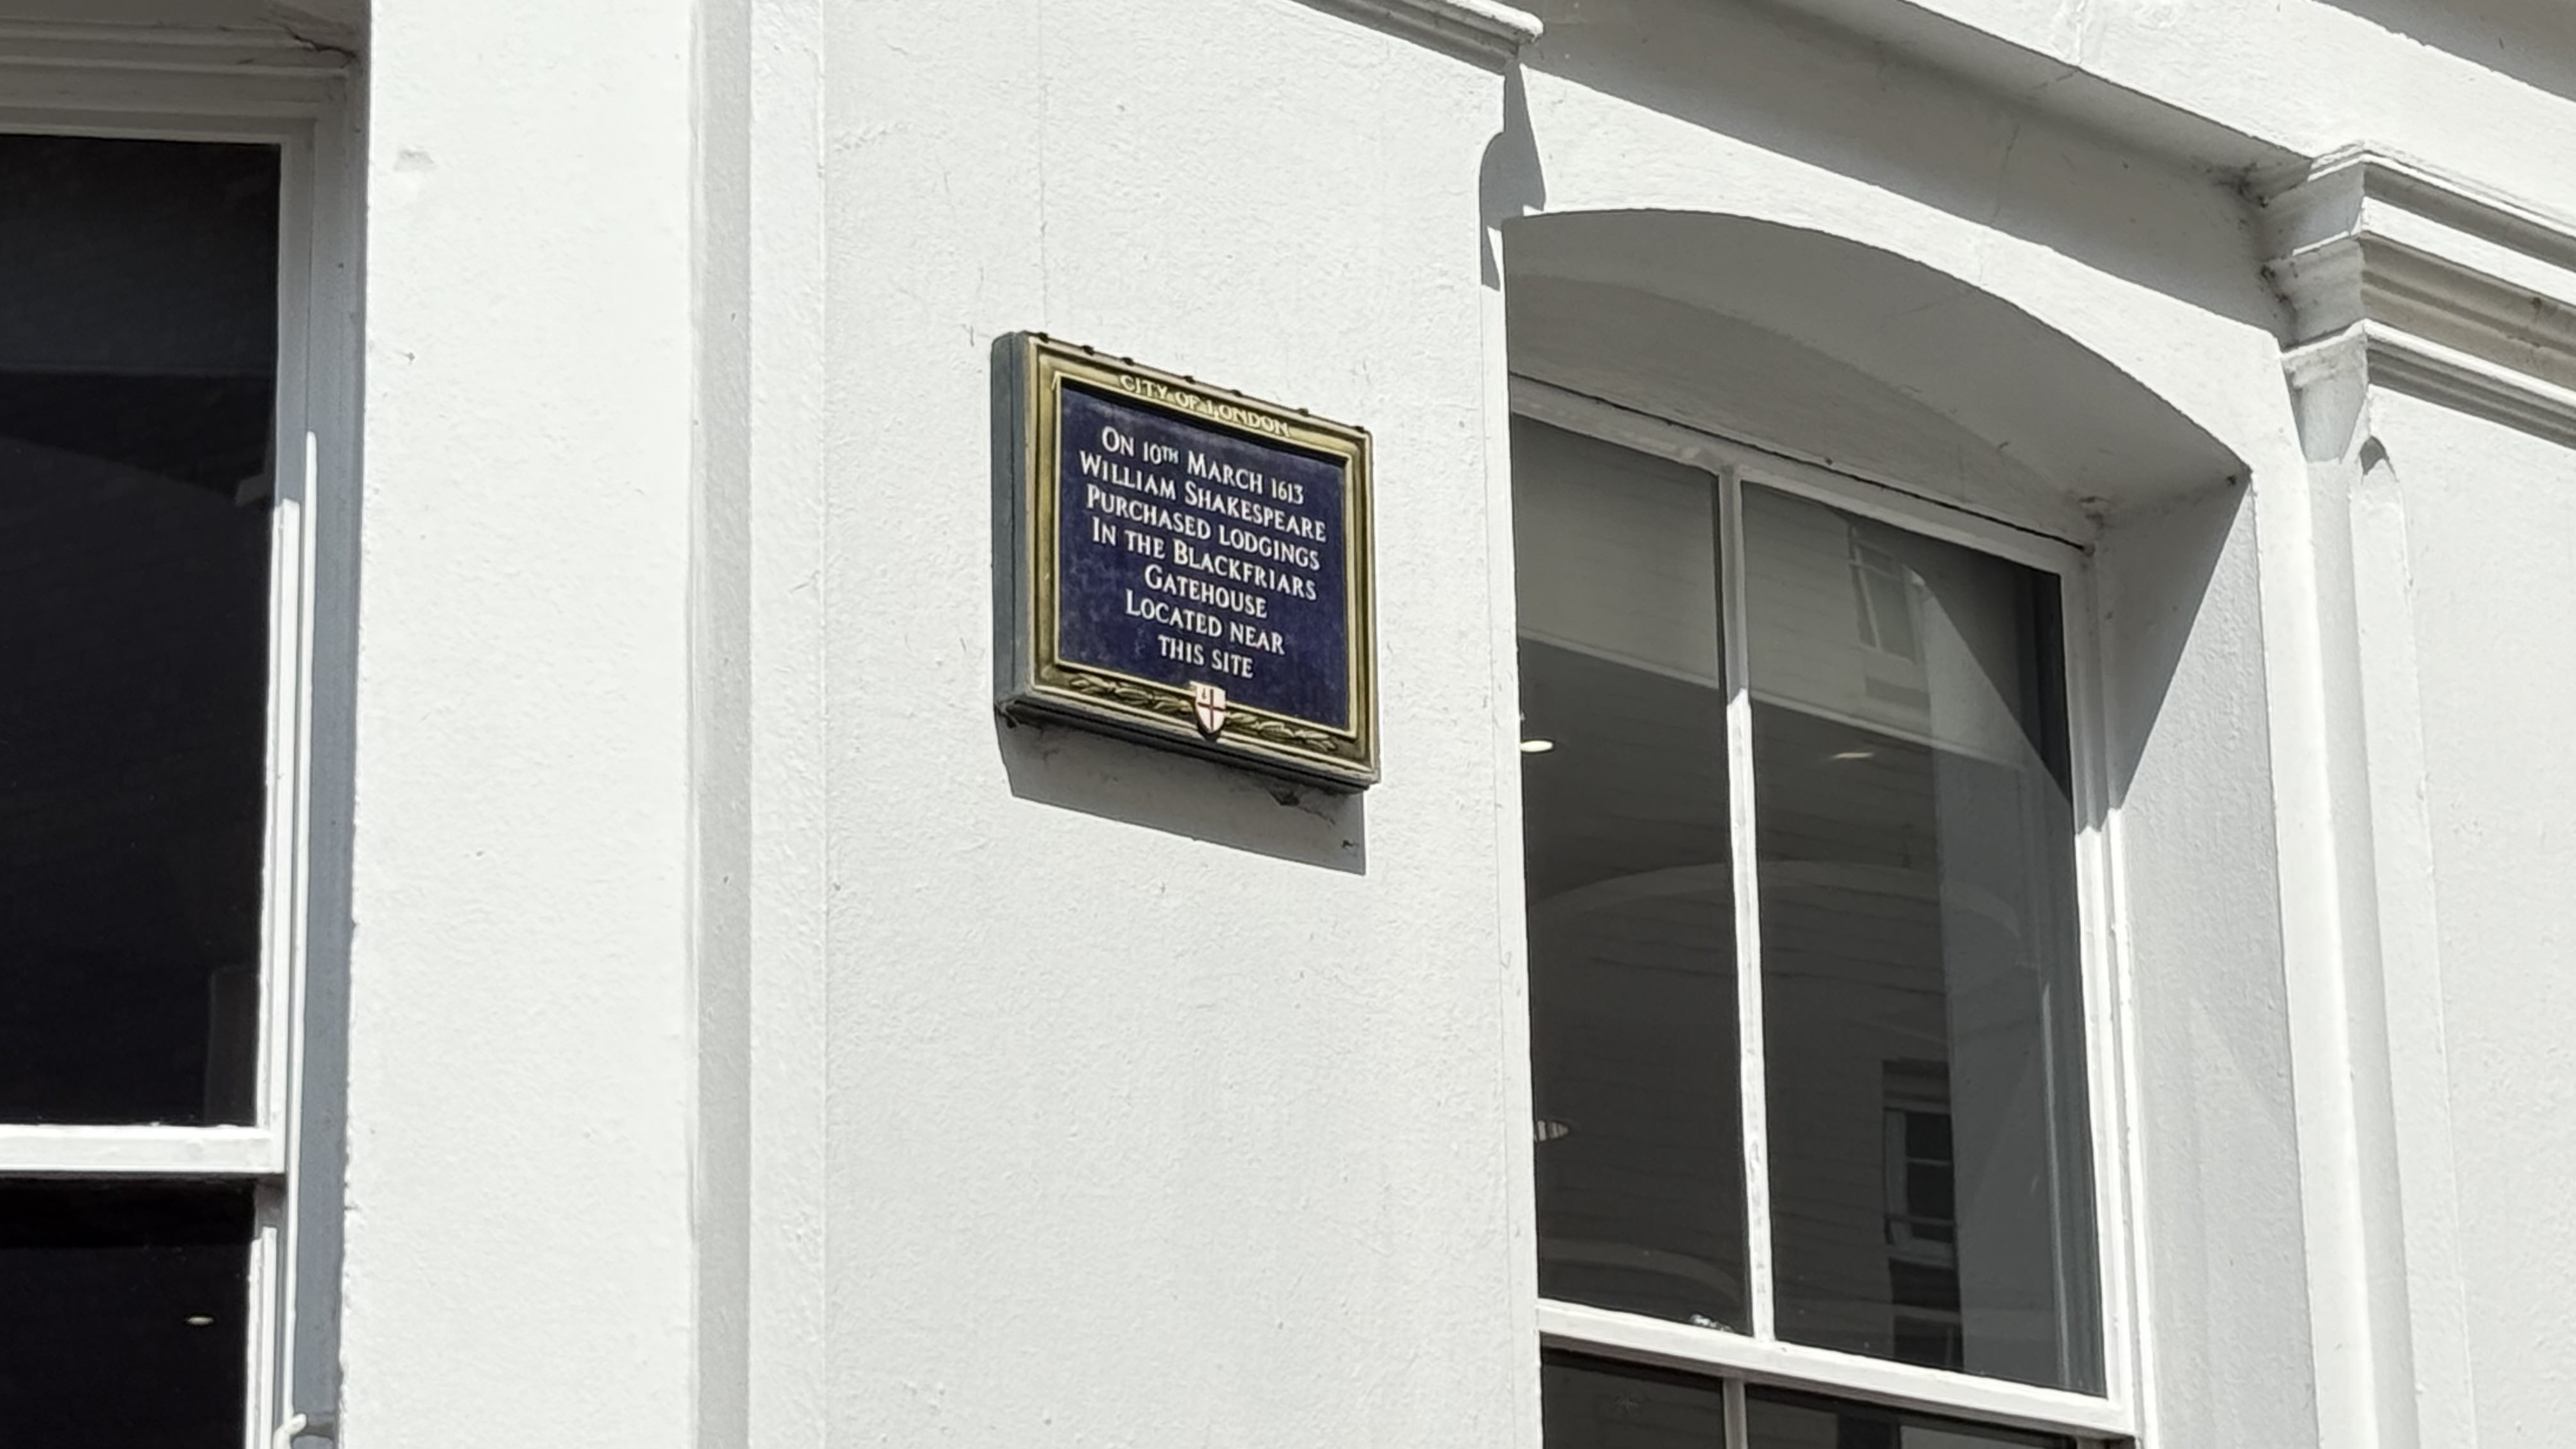 CITY OF LONDON
ON 10TH MARCH 1613
WILLIAM SHAKESPEARE
PURCHASED LODGINGS
IN THE BLACKFRIARS
GATEHOUSE
LOCATED NEAR
THIS SITE